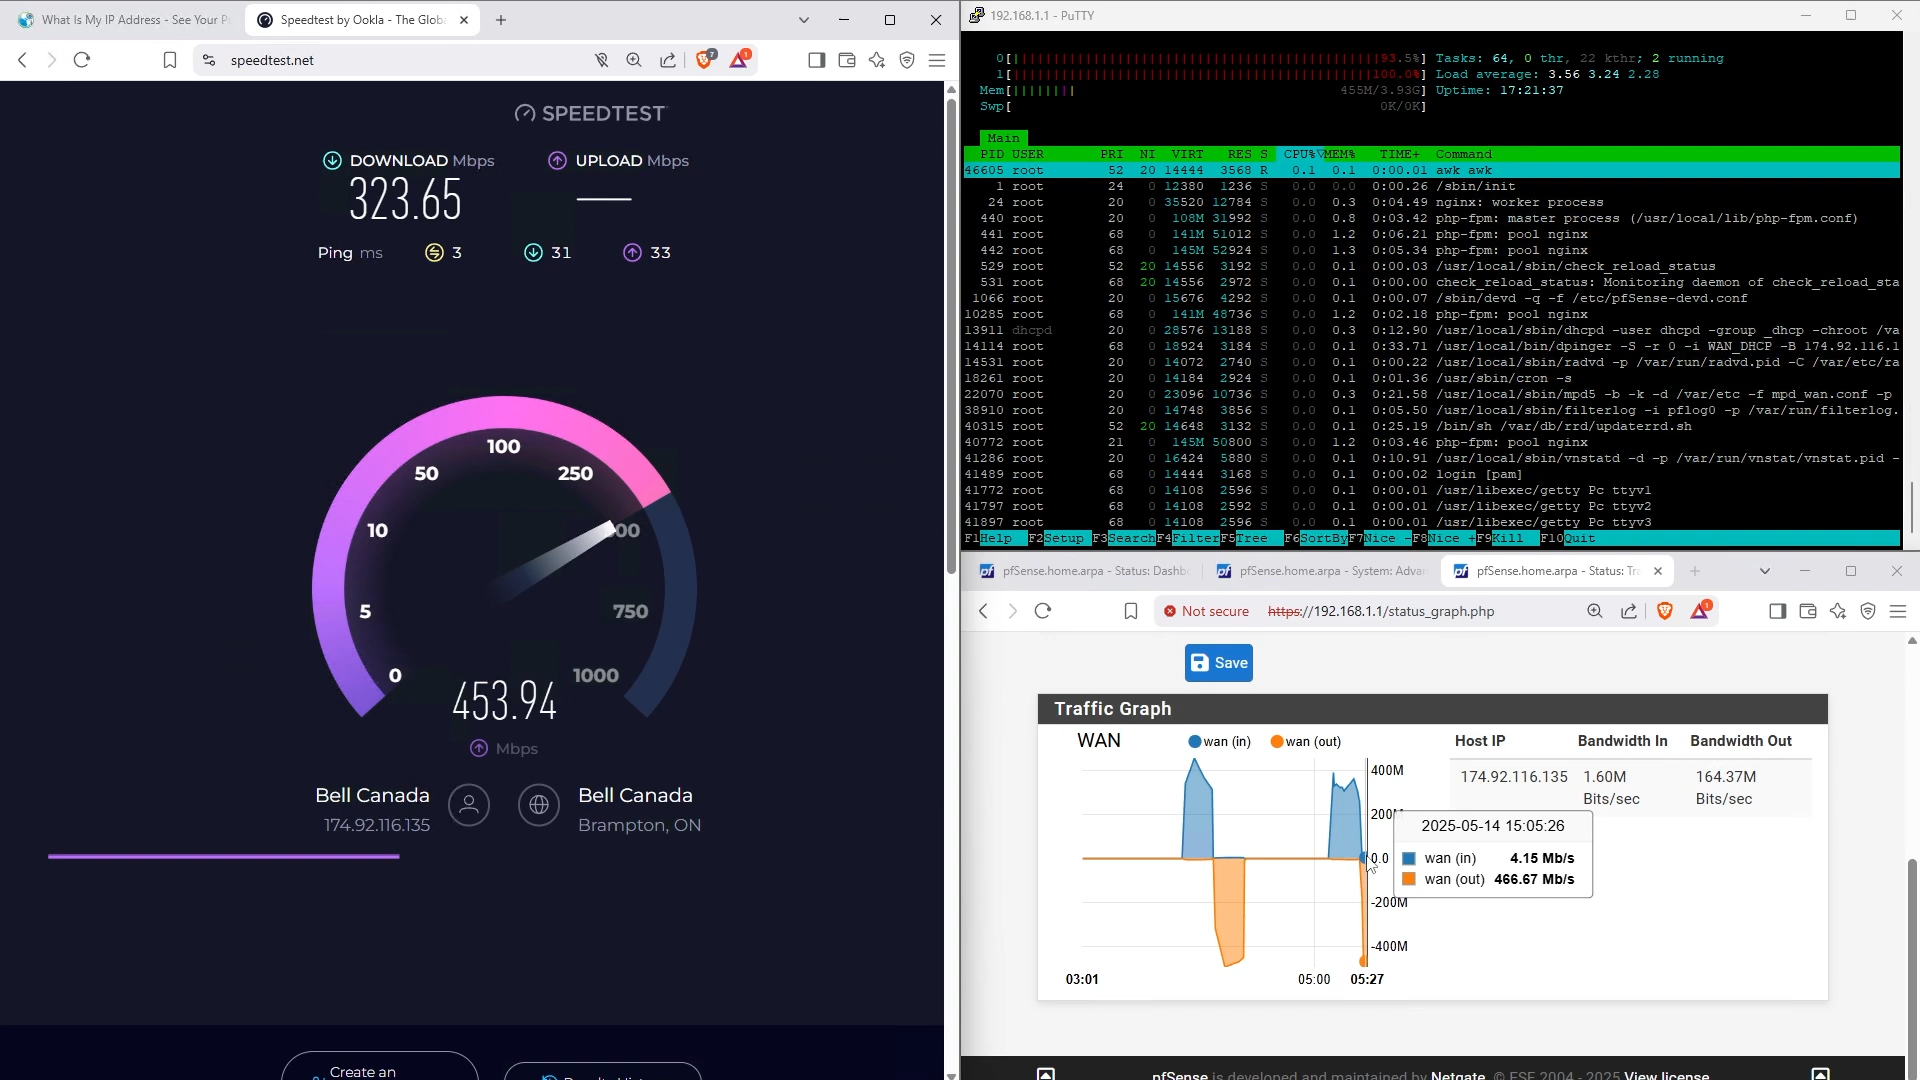 What Is My IP Address - See Your P
Speedtest by Ookla - The Globa
speedtest.net
7
1
SPEEDTEST
DOWNLOAD Mbps
323.65
UPLOAD Mbps
Ping ms
3
31
33
0
5
10
50
100
250
750
1000
453.94
Mbps
Bell Canada
174.92.116.135
Bell Canada
Brampton, ON
Create an
192.168.1.1 - PuTTY
0[ 93.5%] Tasks: 64, 0 thr, 22 kthr; 2 running
1[ 100.0%] Load average: 3.56 3.24 2.28
Mem[ 455M/3.93G] Uptime: 17:21:37
Swp[ 0K/0K]
Main
PID USER PRI NI VIRT RES S CPU%▽MEM% TIME+ Command
46605 root 52 20 14444 3568 R 0.1 0.1 0:00.01 awk awk
1 root 24 0 12380 1236 S 0.0 0.0 0:00.26 /sbin/init
24 root 20 0 35520 12784 S 0.0 0.3 0:04.49 nginx: worker process
440 root 20 0 108M 31992 S 0.0 0.8 0:03.42 php-fpm: master process (/usr/local/lib/php-fpm.conf)
441 root 68 0 141M 51012 S 0.0 1.2 0:06.21 php-fpm: pool nginx
442 root 68 0 145M 52924 S 0.0 1.3 0:05.34 php-fpm: pool nginx
529 root 52 20 14556 3192 S 0.0 0.1 0:00.03 /usr/local/sbin/check_reload_status
531 root 68 20 14556 2972 S 0.0 0.1 0:00.00 check_reload_status: Monitoring daemon of check_reload_sta
1066 root 20 0 15676 4292 S 0.0 0.1 0:00.07 /sbin/devd -q -f /etc/pfSense-devd.conf
10285 root 68 0 141M 48736 S 0.0 1.2 0:02.18 php-fpm: pool nginx
13911 dhcpd 20 0 28576 13188 S 0.0 0.3 0:12.90 /usr/local/sbin/dhcpd -user dhcpd -group _dhcp -chroot /va
14114 root 68 0 18924 3184 S 0.0 0.1 0:33.71 /usr/local/bin/dpinger -S -r 0 -i WAN_DHCP -B 174.92.116.1
14531 root 20 0 14072 2740 S 0.0 0.1 0:00.22 /usr/local/sbin/radvd -p /var/run/radvd.pid -C /var/etc/ra
18261 root 20 0 14184 2924 S 0.0 0.1 0:01.36 /usr/sbin/cron -s
22070 root 20 0 23096 10736 S 0.0 0.3 0:21.58 /usr/local/sbin/mpd5 -b -k -d /var/etc -f mpd_wan.conf -p
38910 root 20 0 14748 3856 S 0.0 0.1 0:05.50 /usr/local/sbin/filterlog -i pflog0 -p /var/run/filterlog.
40315 root 52 20 14648 3132 S 0.0 0.1 0:25.19 /bin/sh /var/db/rrd/updaterrd.sh
40772 root 21 0 145M 50800 S 0.0 1.2 0:03.46 php-fpm: pool nginx
41286 root 20 0 16424 5880 S 0.0 0.1 0:10.91 /usr/local/sbin/vnstatd -d -p /var/run/vnstat/vnstat.pid -
41489 root 68 0 14444 3168 S 0.0 0.1 0:00.02 login [pam]
41772 root 68 0 14108 2596 S 0.0 0.1 0:00.01 /usr/libexec/getty Pc ttyv1
41797 root 68 0 14108 2592 S 0.0 0.1 0:00.01 /usr/libexec/getty Pc ttyv2
41897 root 68 0 14108 2596 S 0.0 0.1 0:00.01 /usr/libexec/getty Pc ttyv3
F1Help F2Setup F3SearchF4FilterF5Tree F6SortByF7Nice -F8Nice +F9Kill F10Quit
pfSense.home.arpa - Status: Dashb
pfSense.home.arpa - System: Advan
pfSense.home.arpa - Status: Tra
Not secure https://192.168.1.1/status_graph.php
1
Save
Traffic Graph
WAN
wan (in)
wan (out)
400M
200M
0.0
-200M
-400M
03:01
05:00
05:27
Host IP Bandwidth In Bandwidth Out
174.92.116.135 1.60M Bits/sec 164.37M Bits/sec
2025-05-14 15:05:26
wan (in) 4.15 Mb/s
wan (out) 466.67 Mb/s
pfSense is developed and maintained by Netgate. © ESF 2004 - 2025 View license.